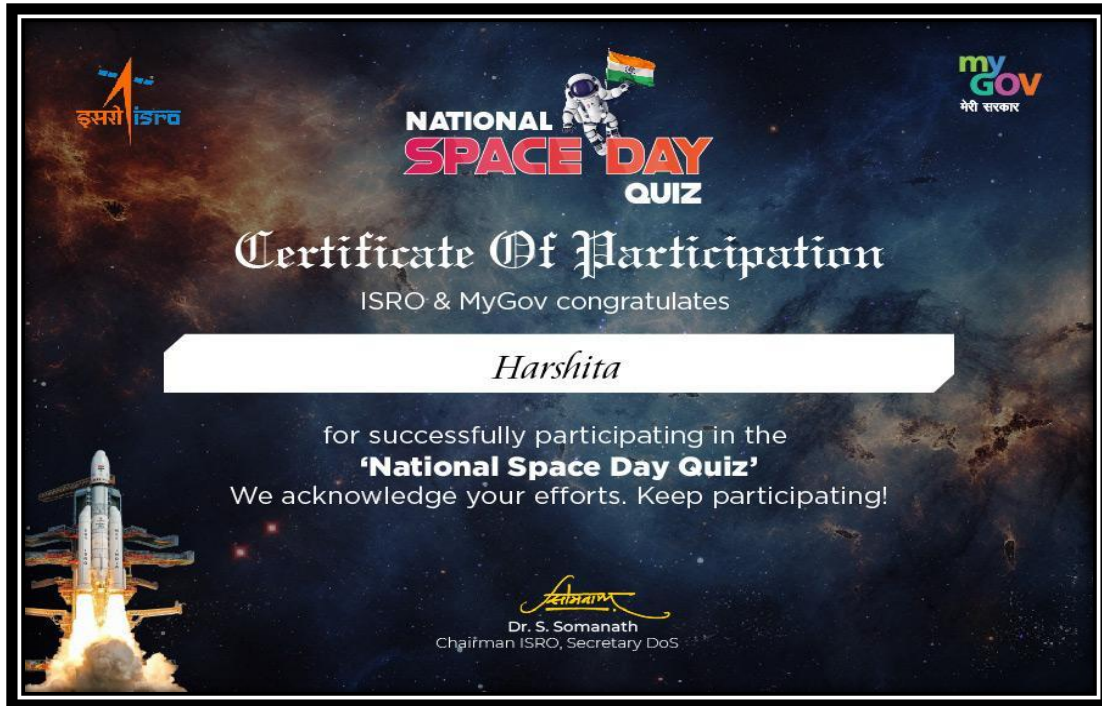 इसरो isro
my
GOV
मेरी सरकार
NATIONAL
SPACE DAY
QUIZ
Certificate Of Participation
ISRO & MyGov congratulates
Harshita
for successfully participating in the
‘National Space Day Quiz’
We acknowledge your efforts. Keep participating!
सोमनाथ
Dr. S. Somanath
Chairman ISRO, Secretary DoS